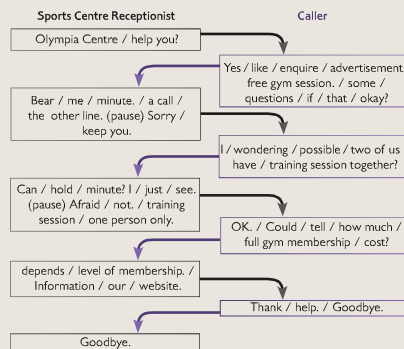 Sports Centre Receptionist
Caller
Olympia Centre / help you?
Yes / like / enquire / advertisement
free gym session. / some /
questions / if / that / okay?
Bear / me / minute. / a call /
the other line. (pause) Sorry /
keep you.
I / wondering / possible / two of us
have / training session together?
Can / hold / minute? I / just / see.
(pause) Afraid / not. / training
session / one person only.
OK. / Could / tell / how much /
full gym membership / cost?
depends / level of membership. /
Information / our / website.
Thank / help. / Goodbye.
Goodbye.